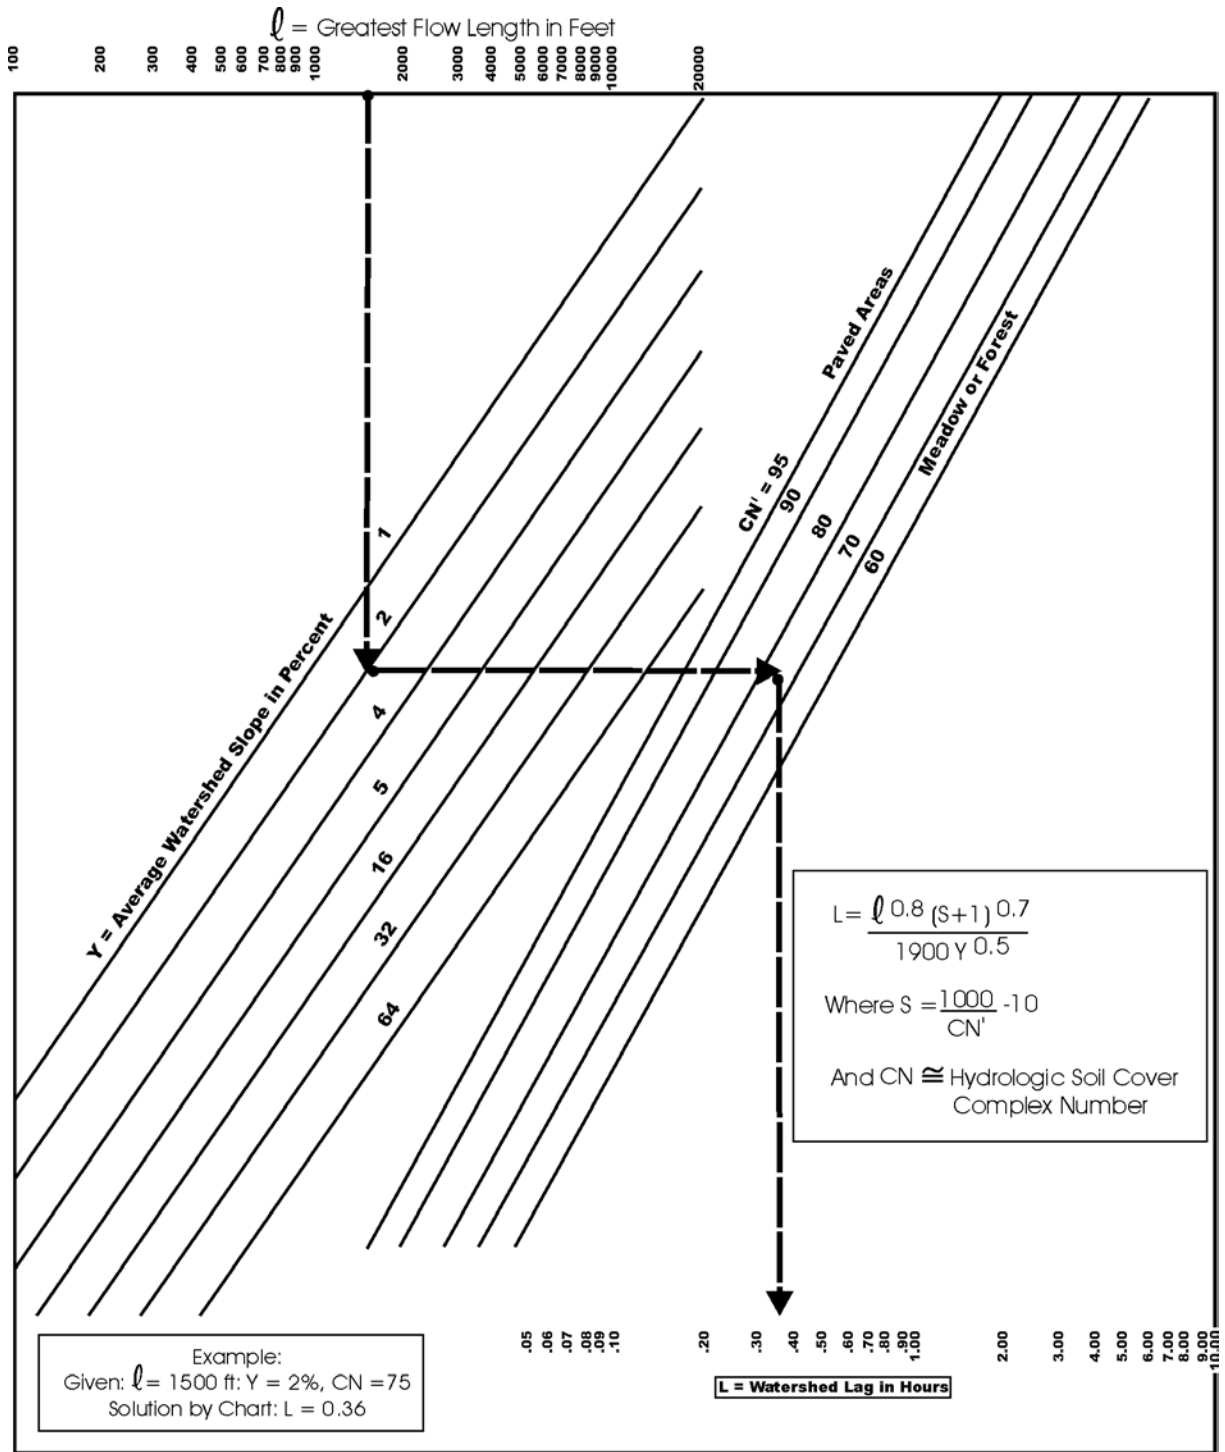 ℓ = Greatest Flow Length in Feet
100 200 300 400 500 600 700 800 900 1000 2000 3000 4000 5000 6000 7000 8000 9000 10000 20000
Paved Areas
Meadow or Forest
CN' = 95
90
80
70
60
Y = Average Watershed Slope in Percent
1
2
4
5
16
32
64
L = ℓ 0.8 (S+1) 0.7
1900 Y 0.5
Where S = 1000 -10
CN'
And CN ≅ Hydrologic Soil Cover
Complex Number
.05 .06 .07 .08 .09 .10 .20 .30 .40 .50 .60 .70 .80 .90 1.00 2.00 3.00 4.00 5.00 6.00 7.00 8.00 9.00 10.00
L = Watershed Lag in Hours
Example:
Given: ℓ = 1500 ft: Y = 2%, CN =75
Solution by Chart: L = 0.36